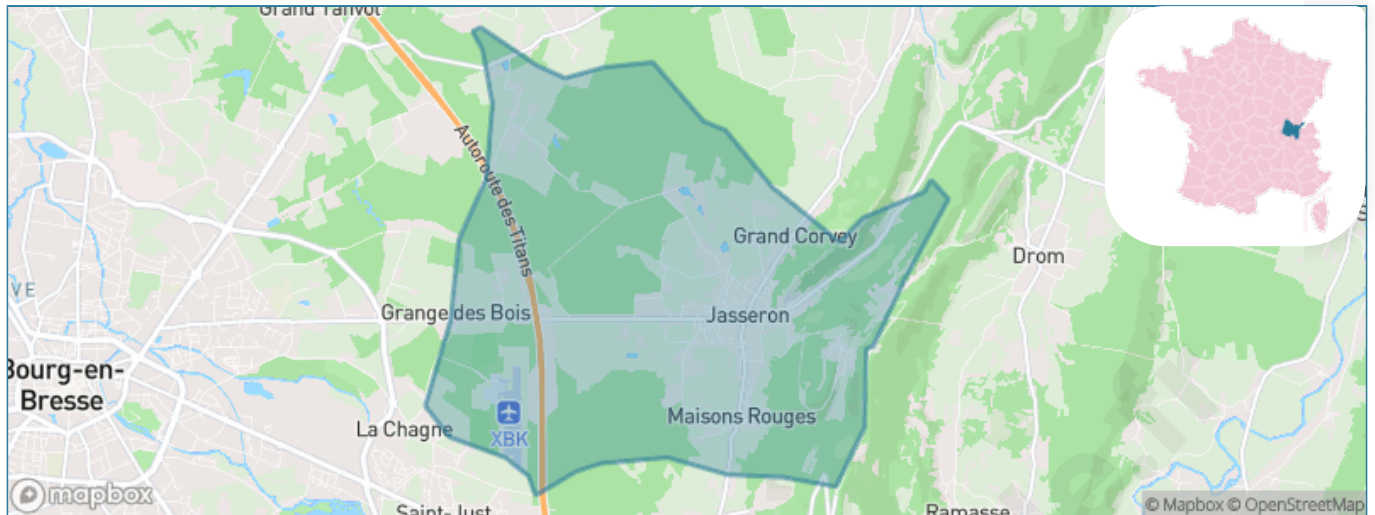 Grand Tanvol
Autoroute des Titans
Grand Corvey
Drom
Grange des Bois
Jasseron
Bourg-en-
Bresse
Maisons Rouges
La Chagne
XBK
mapbox
Saint-Just
Ramasse
© Mapbox © OpenStreetMap